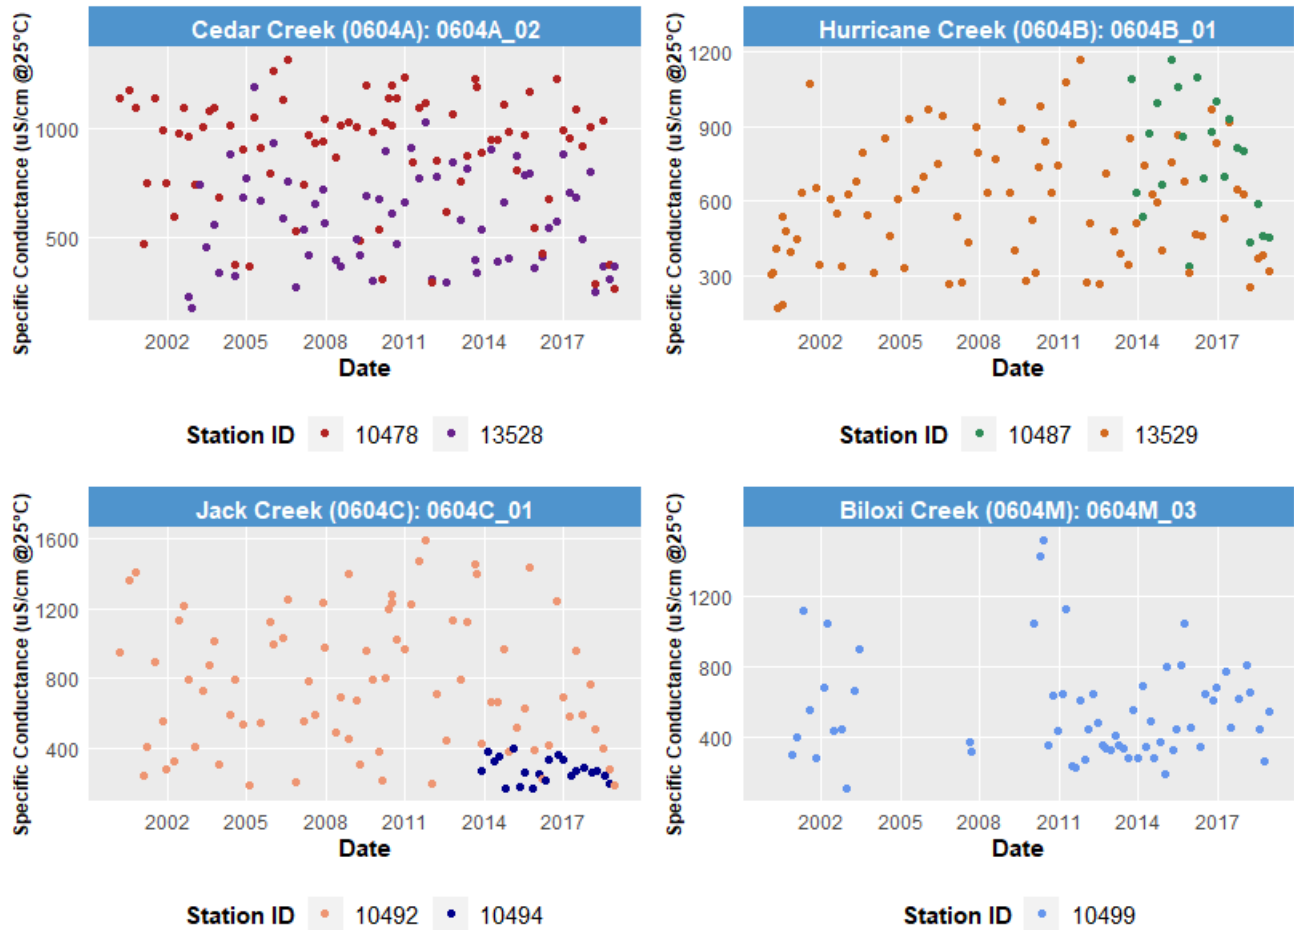 Cedar Creek (0604A): 0604A_02
Specific Conductance (uS/cm @25°C)
1000
500
2002 2005 2008 2011 2014 2017
Date
Station ID 10478 13528
Hurricane Creek (0604B): 0604B_01
Specific Conductance (uS/cm @25°C)
1200
900
600
300
2002 2005 2008 2011 2014 2017
Date
Station ID 10487 13529
Jack Creek (0604C): 0604C_01
Specific Conductance (uS/cm @25°C)
1600
1200
800
400
2002 2005 2008 2011 2014 2017
Date
Station ID 10492 10494
Biloxi Creek (0604M): 0604M_03
Specific Conductance (uS/cm @25°C)
1200
800
400
2002 2005 2008 2011 2014 2017
Date
Station ID 10499